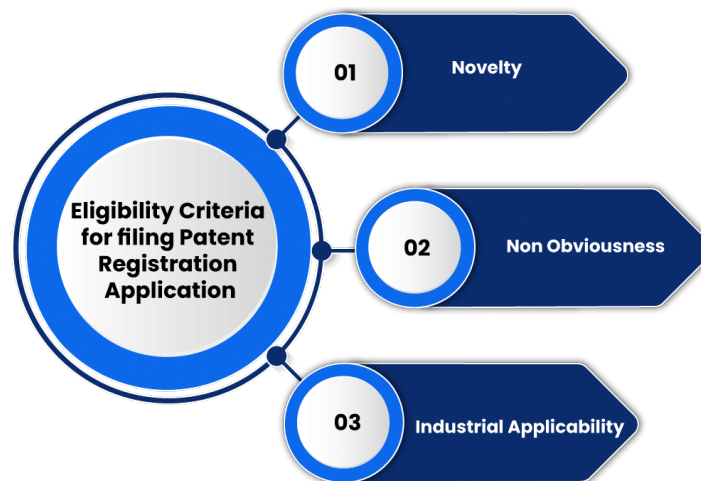 Eligibility Criteria
for filing Patent
Registration
Application
01
Novelty
02
Non Obviousness
03
Industrial Applicability